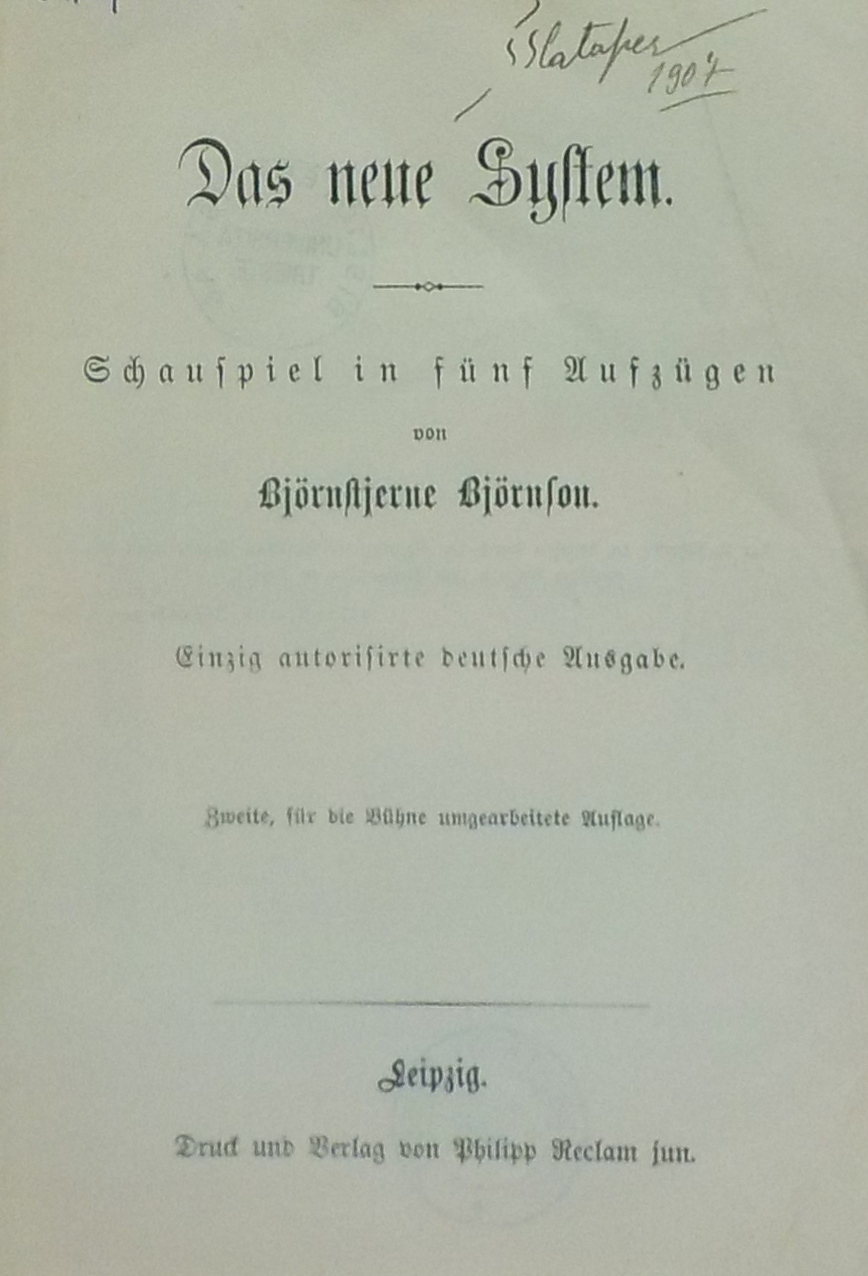 SSlataper
1907
Das neue System.
Schauspiel in fünf Aufzügen
von
Björnstjerne Björnson.
Einzig autorisirte deutsche Ausgabe.
Zweite, für die Bühne umgearbeitete Auflage.
Leipzig.
Druck und Verlag von Philipp Reclam jun.